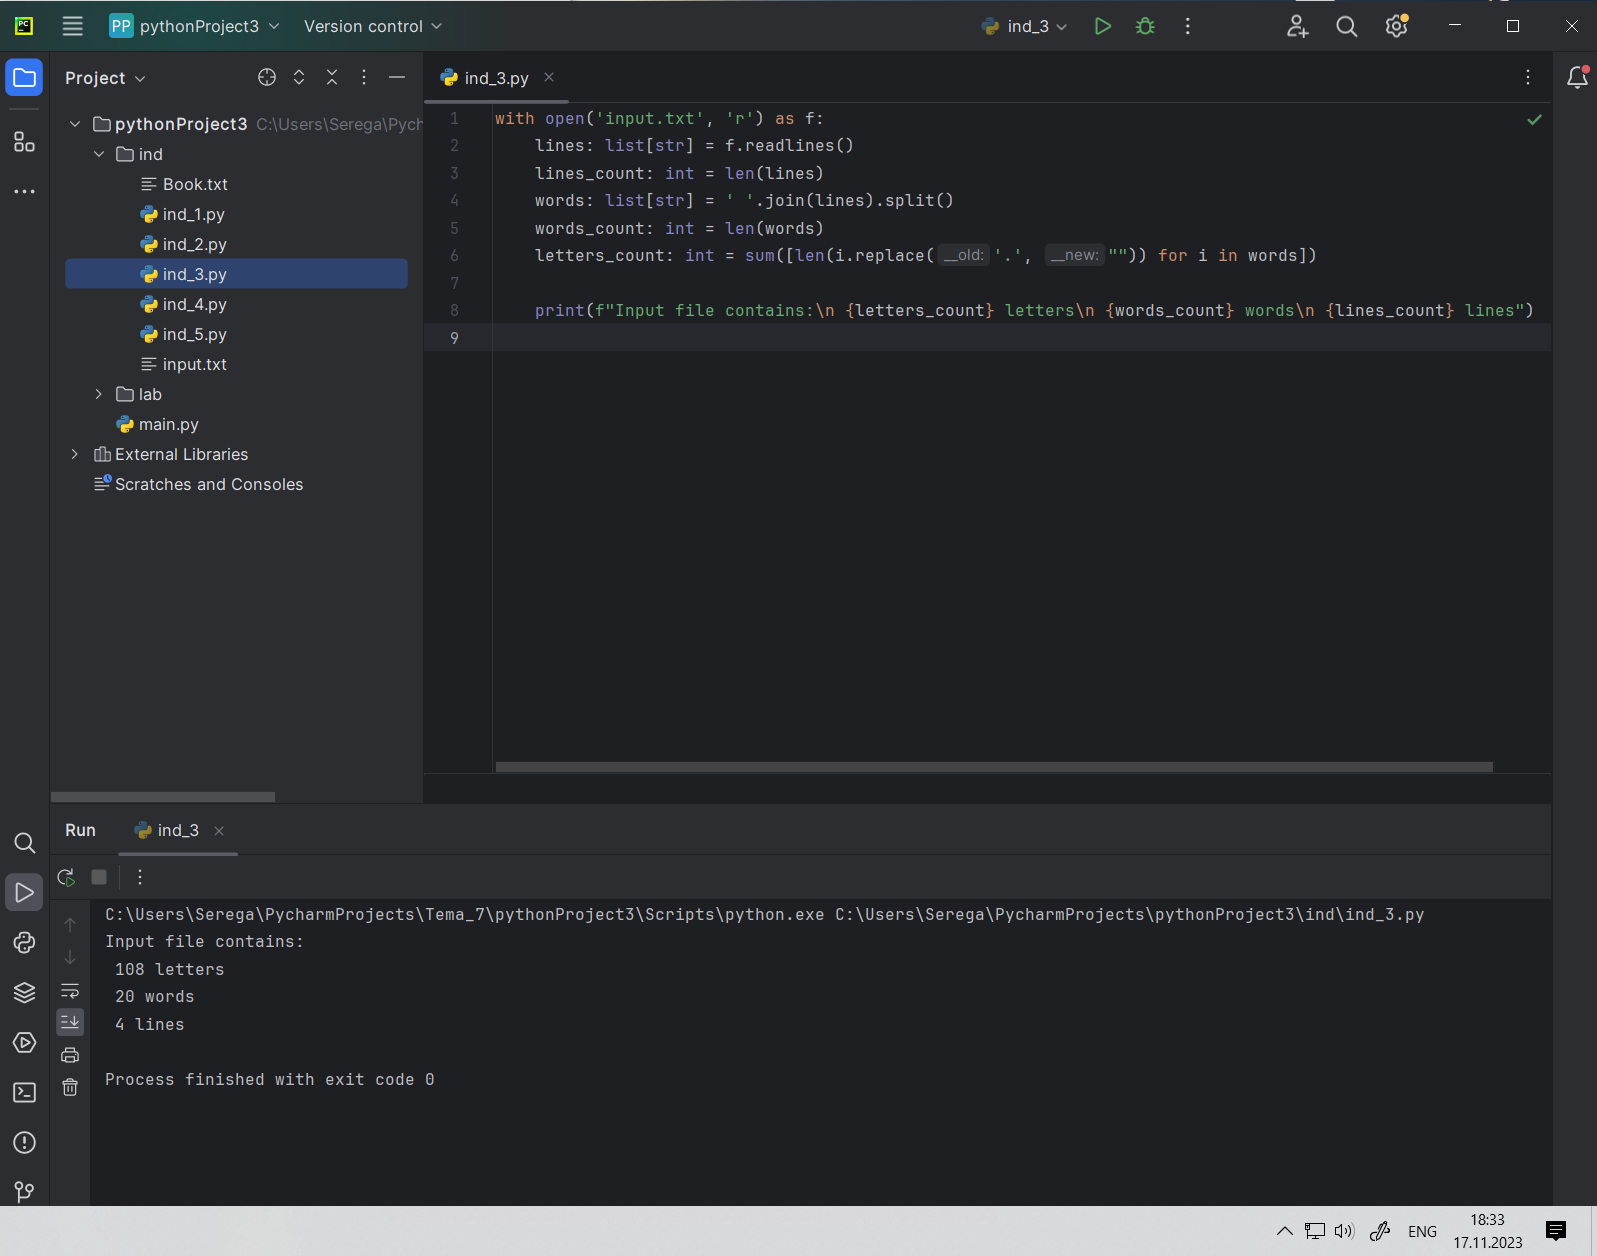 PC
PP pythonProject3 Version control ind_3
Project
ind_3.py
pythonProject3 C:\Users\Serega\Pych
ind
Book.txt
ind_1.py
ind_2.py
ind_3.py
ind_4.py
ind_5.py
input.txt
lab
main.py
External Libraries
Scratches and Consoles
1 with open('input.txt', 'r') as f:
2     lines: list[str] = f.readlines()
3     lines_count: int = len(lines)
4     words: list[str] = ' '.join(lines).split()
5     words_count: int = len(words)
6     letters_count: int = sum([len(i.replace( __old: '.', __new: "")) for i in words])
7
8     print(f"Input file contains:\n {letters_count} letters\n {words_count} words\n {lines_count} lines")
9
Run ind_3
C:\Users\Serega\PycharmProjects\Tema_7\pythonProject3\Scripts\python.exe C:\Users\Serega\PycharmProjects\pythonProject3\ind\ind_3.py
Input file contains:
 108 letters
 20 words
 4 lines
Process finished with exit code 0
ENG
18:33
17.11.2023